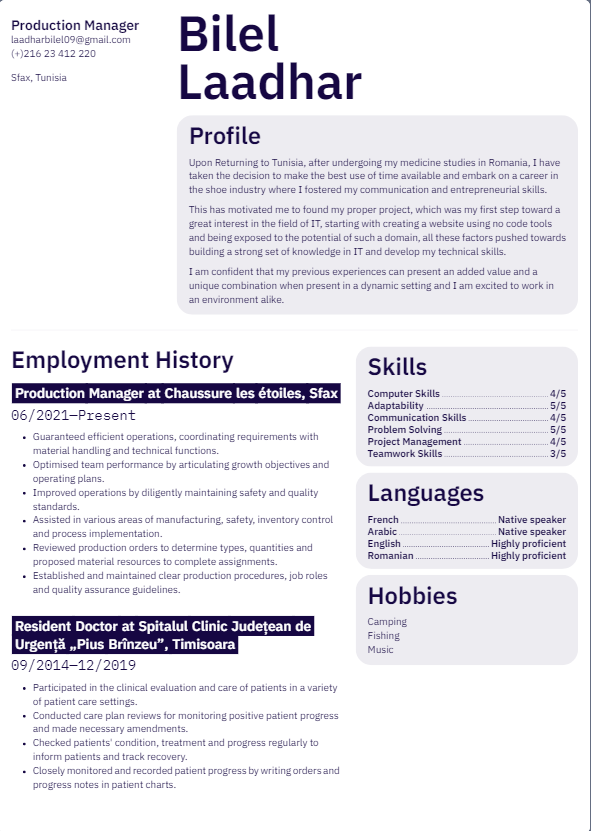 Production Manager
laadharbilel09@gmail.com
(+)216 23 412 220
Sfax, Tunisia
Bilel
Laadhar
Profile
Upon Returning to Tunisia, after undergoing my medicine studies in Romania, I have
taken the decision to make the best use of time available and embark on a career in
the shoe industry where I fostered my communication and entrepreneurial skills.
This has motivated me to found my proper project, which was my first step toward a
great interest in the field of IT, starting with creating a website using no code tools
and being exposed to the potential of such a domain, all these factors pushed towards
building a strong set of knowledge in IT and develop my technical skills.
I am confident that my previous experiences can present an added value and a
unique combination when present in a dynamic setting and I am excited to work in
an environment alike.
Employment History
Production Manager at Chaussure les étoiles, Sfax
06/2021—Present
• Guaranteed efficient operations, coordinating requirements with
material handling and technical functions.
• Optimised team performance by articulating growth objectives and
operating plans.
• Improved operations by diligently maintaining safety and quality
standards.
• Assisted in various areas of manufacturing, safety, inventory control
and process implementation.
• Reviewed production orders to determine types, quantities and
proposed material resources to complete assignments.
• Established and maintained clear production procedures, job roles
and quality assurance guidelines.
Resident Doctor at Spitalul Clinic Județean de
Urgență „Pius Brînzeu”, Timisoara
09/2014—12/2019
• Participated in the clinical evaluation and care of patients in a variety
of patient care settings.
• Conducted care plan reviews for monitoring positive patient progress
and made necessary amendments.
• Checked patients' condition, treatment and progress regularly to
inform patients and track recovery.
• Closely monitored and recorded patient progress by writing orders and
progress notes in patient charts.
Skills
Computer Skills 4/5
Adaptability 5/5
Communication Skills 4/5
Problem Solving 5/5
Project Management 4/5
Teamwork Skills 3/5
Languages
French Native speaker
Arabic Native speaker
English Highly proficient
Romanian Highly proficient
Hobbies
Camping
Fishing
Music